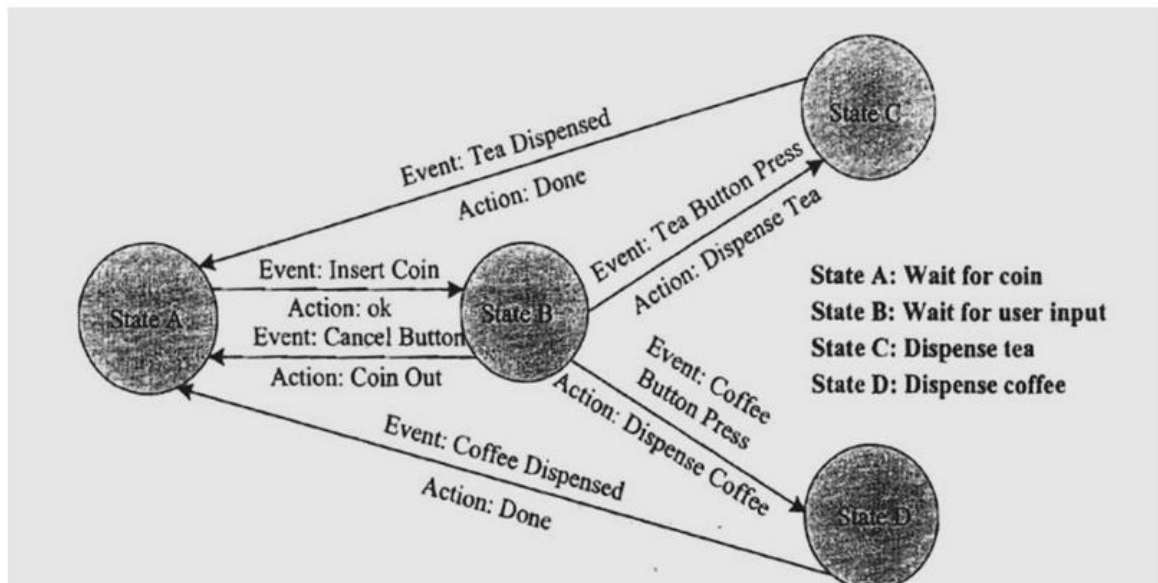 State C
Event: Tea Dispensed
Action: Done
Event: Tea Button Press
Action: Dispense Tea
Event: Insert Coin
Action: ok
State A
State B
Event: Cancel Button
Action: Coin Out
State A: Wait for coin
State B: Wait for user input
State C: Dispense tea
State D: Dispense coffee
Event: Coffee
Button Press
Action: Dispense Coffee
Event: Coffee Dispensed
Action: Done
State D